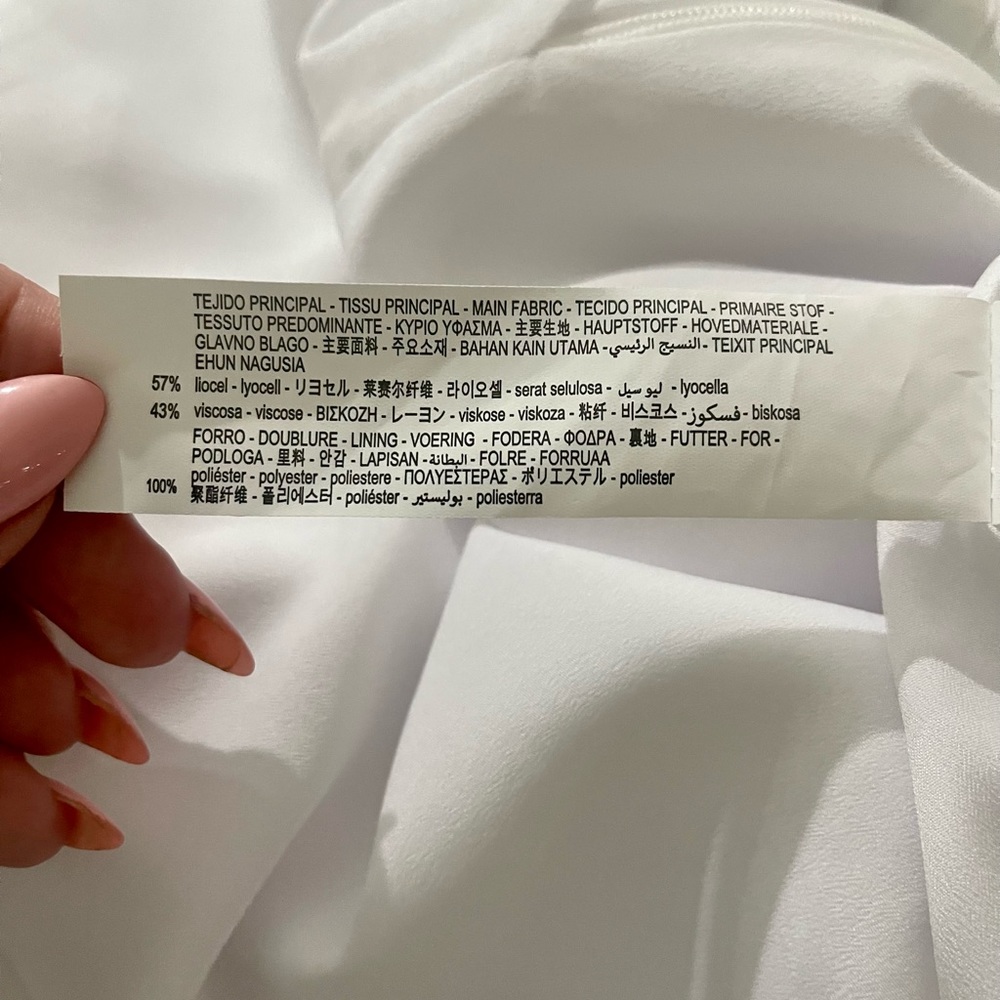 TEJIDO PRINCIPAL - TISSU PRINCIPAL - MAIN FABRIC - TECIDO PRINCIPAL - PRIMAIRE STOF -
TESSUTO PREDOMINANTE - ΚΥΡΙΟ ΥΦΑΣΜΑ - 主要生地 - HAUPTSTOFF - HOVEDMATERIALE -
GLAVNO BLAGO - 主要面料 - 주요소재 - BAHAN KAIN UTAMA - النسيج الرئيسي - TEIXIT PRINCIPAL
EHUN NAGUSIA
57% liocel - lyocell - リヨセル - 莱赛尔纤维 - 라이오셀 - serat selulosa - ليو سيل - lyocella
43% viscosa - viscose - ΒΙΣΚΟΖΗ - レーヨン - viskose - viskoza - 粘纤 - 비스코스 - فسكوز - biskosa
FORRO - DOUBLURE - LINING - VOERING - FODERA - ΦΟΔΡΑ - 裏地 - FUTTER - FOR -
PODLOGA - 里料 - 안감 - LAPISAN - البطانة - FOLRE - FORRUAA
poliéster - polyester - poliestere - ΠΟΛΥΕΣΤΕΡΑΣ - ポリエステル - poliester
100% 聚酯纤维 - 폴리에스터 - poliéster - بوليستير - poliesterra